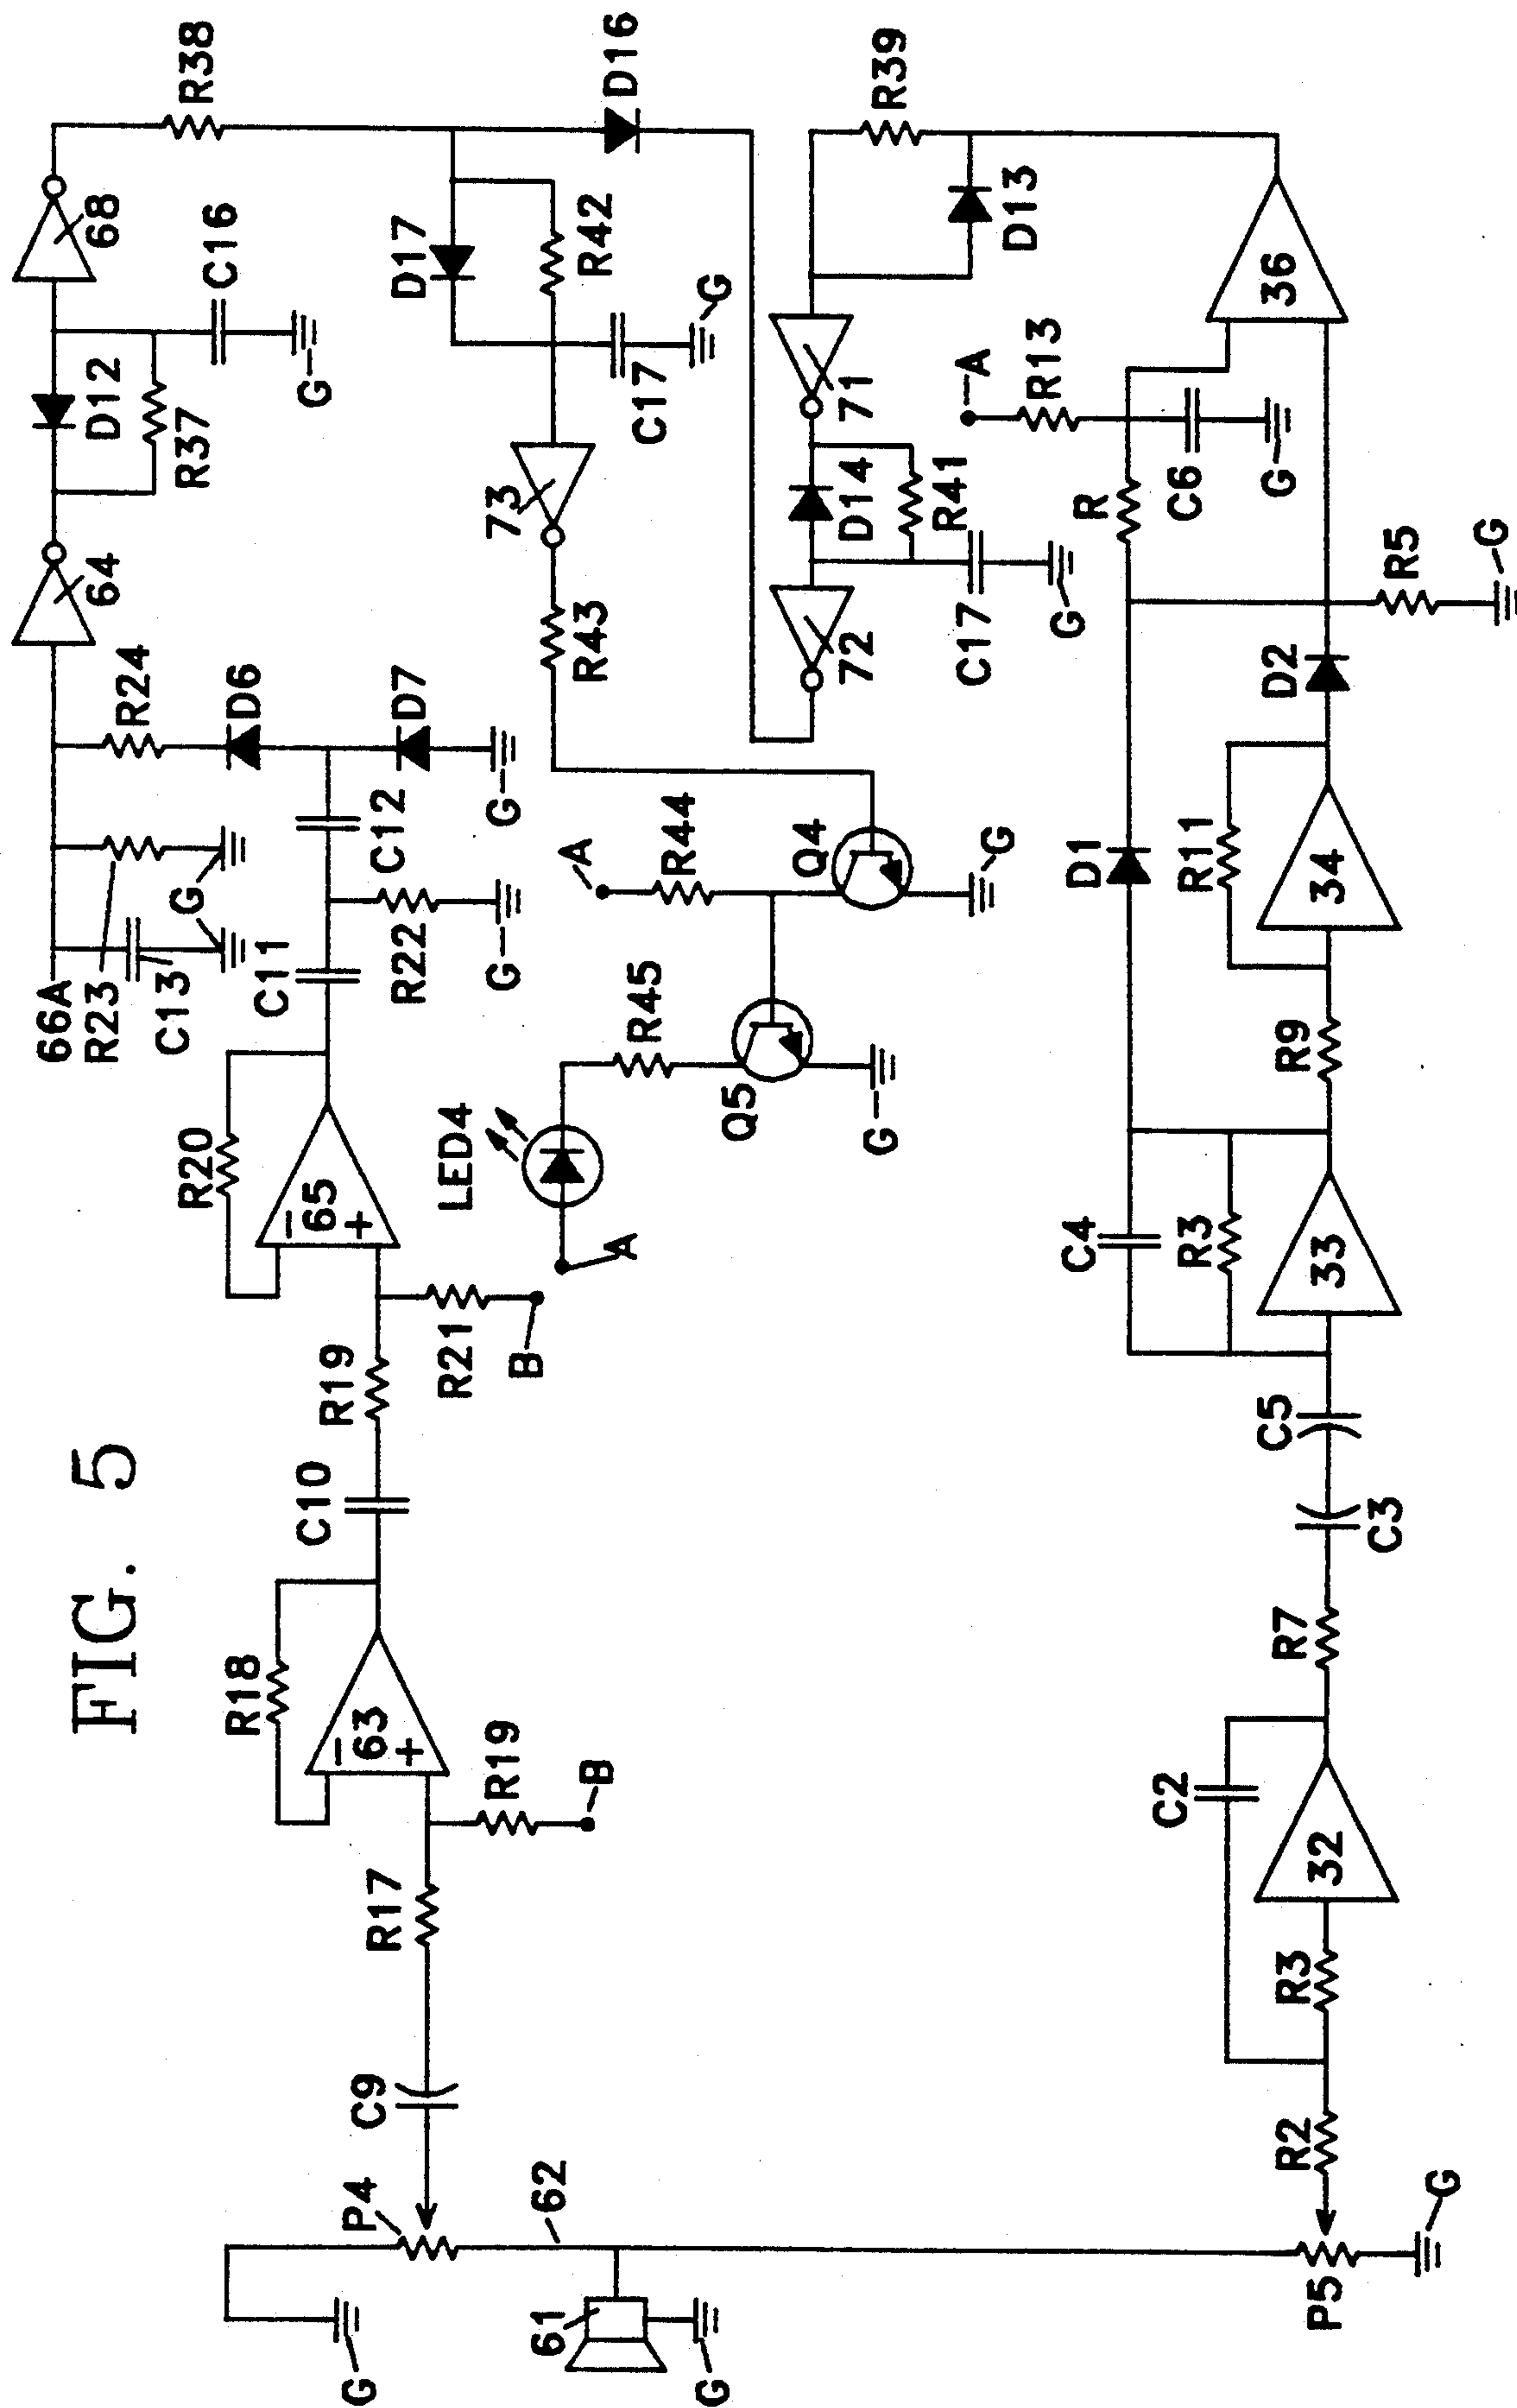 FIG. 5
66A
R23
C13
G
R24
64
D12
R37
C16
G
68
R38
D6
D7
G
C12
C11
R22
G
R20
65
−
+
R21
B
R19
C10
R18
63
−
+
R19
B
R17
C9
P4
G
62
61
G
D17
R42
C17
G
73
R43
D16
A
R44
Q4
G
R45
Q5
G
LED4
A
R39
D13
71
D14
R41
C17
G
72
A
R13
R
C6
G
36
D1
D2
R5
G
R11
34
R9
C4
R3
33
C5
C3
R7
C2
32
R3
R2
P5
G